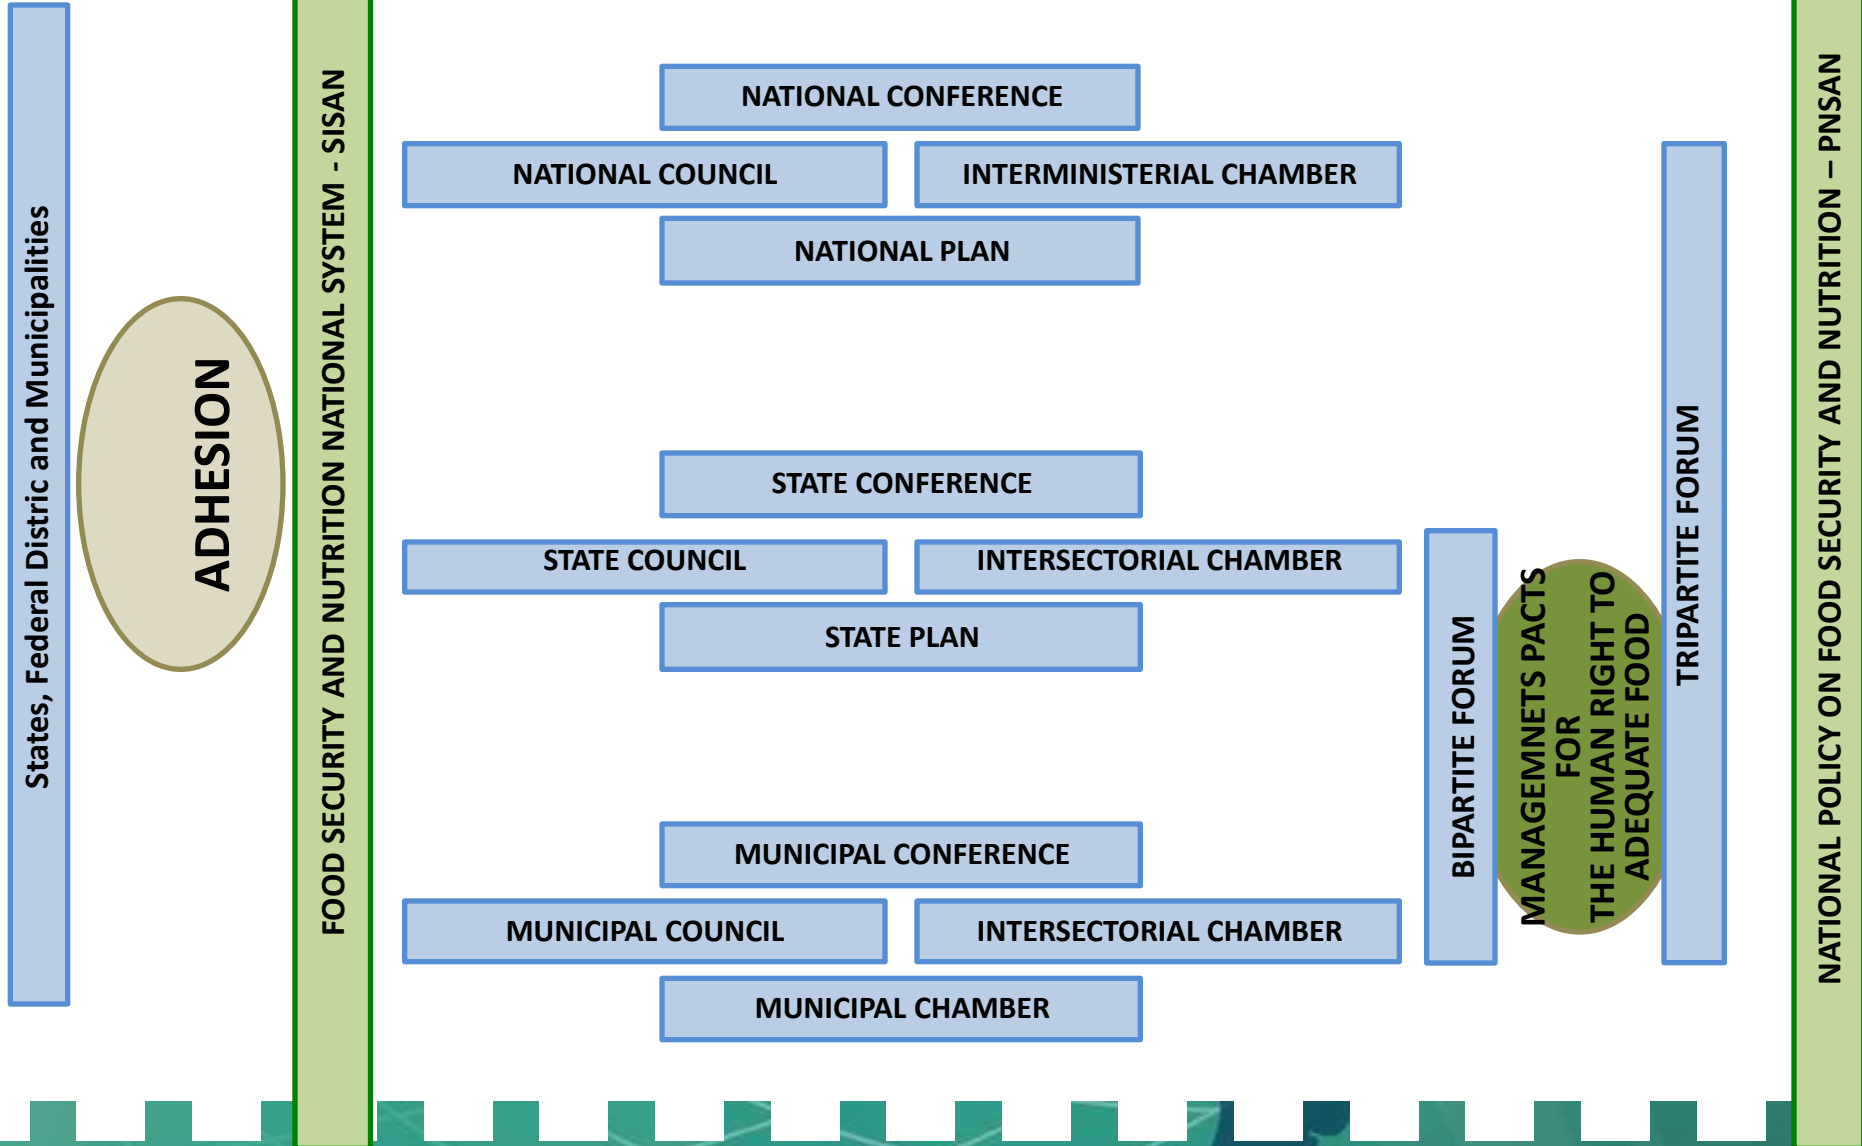 States, Federal Distric and Municipalities
ADHESION
FOOD SECURITY AND NUTRITION NATIONAL SYSTEM - SISAN
NATIONAL CONFERENCE
NATIONAL COUNCIL
INTERMINISTERIAL CHAMBER
NATIONAL PLAN
STATE CONFERENCE
STATE COUNCIL
INTERSECTORIAL CHAMBER
STATE PLAN
MUNICIPAL CONFERENCE
MUNICIPAL COUNCIL
INTERSECTORIAL CHAMBER
MUNICIPAL CHAMBER
BIPARTITE FORUM
MANAGEMNETS PACTS
FOR
THE HUMAN RIGHT TO
ADEQUATE FOOD
TRIPARTITE FORUM
NATIONAL POLICY ON FOOD SECURITY AND NUTRITION – PNSAN